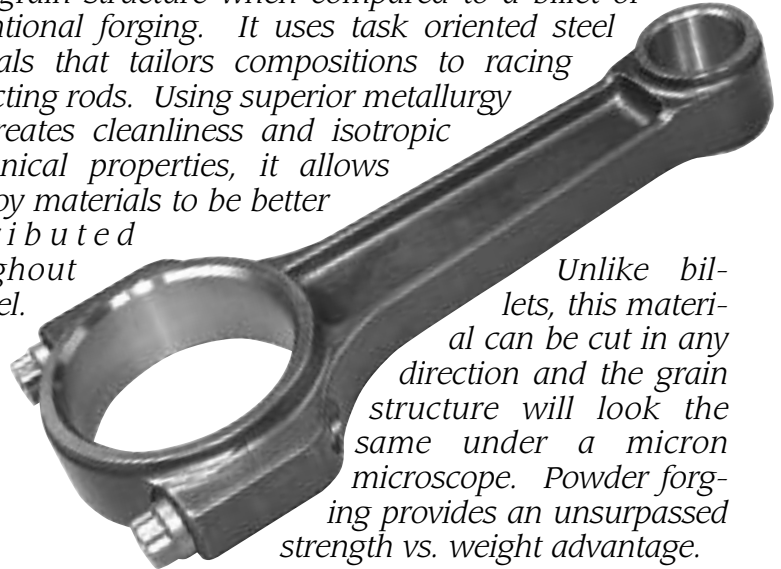 grain structure when compared to a billet or
tional forging. It uses task oriented steel
als that tailors compositions to racing
cting rods. Using superior metallurgy
reates cleanliness and isotropic
nical properties, it allows
oy materials to be better
ributed
ghout
el.
Unlike bil-
lets, this materi-
al can be cut in any
direction and the grain
structure will look the
same under a micron
microscope. Powder forg-
ing provides an unsurpassed
strength vs. weight advantage.